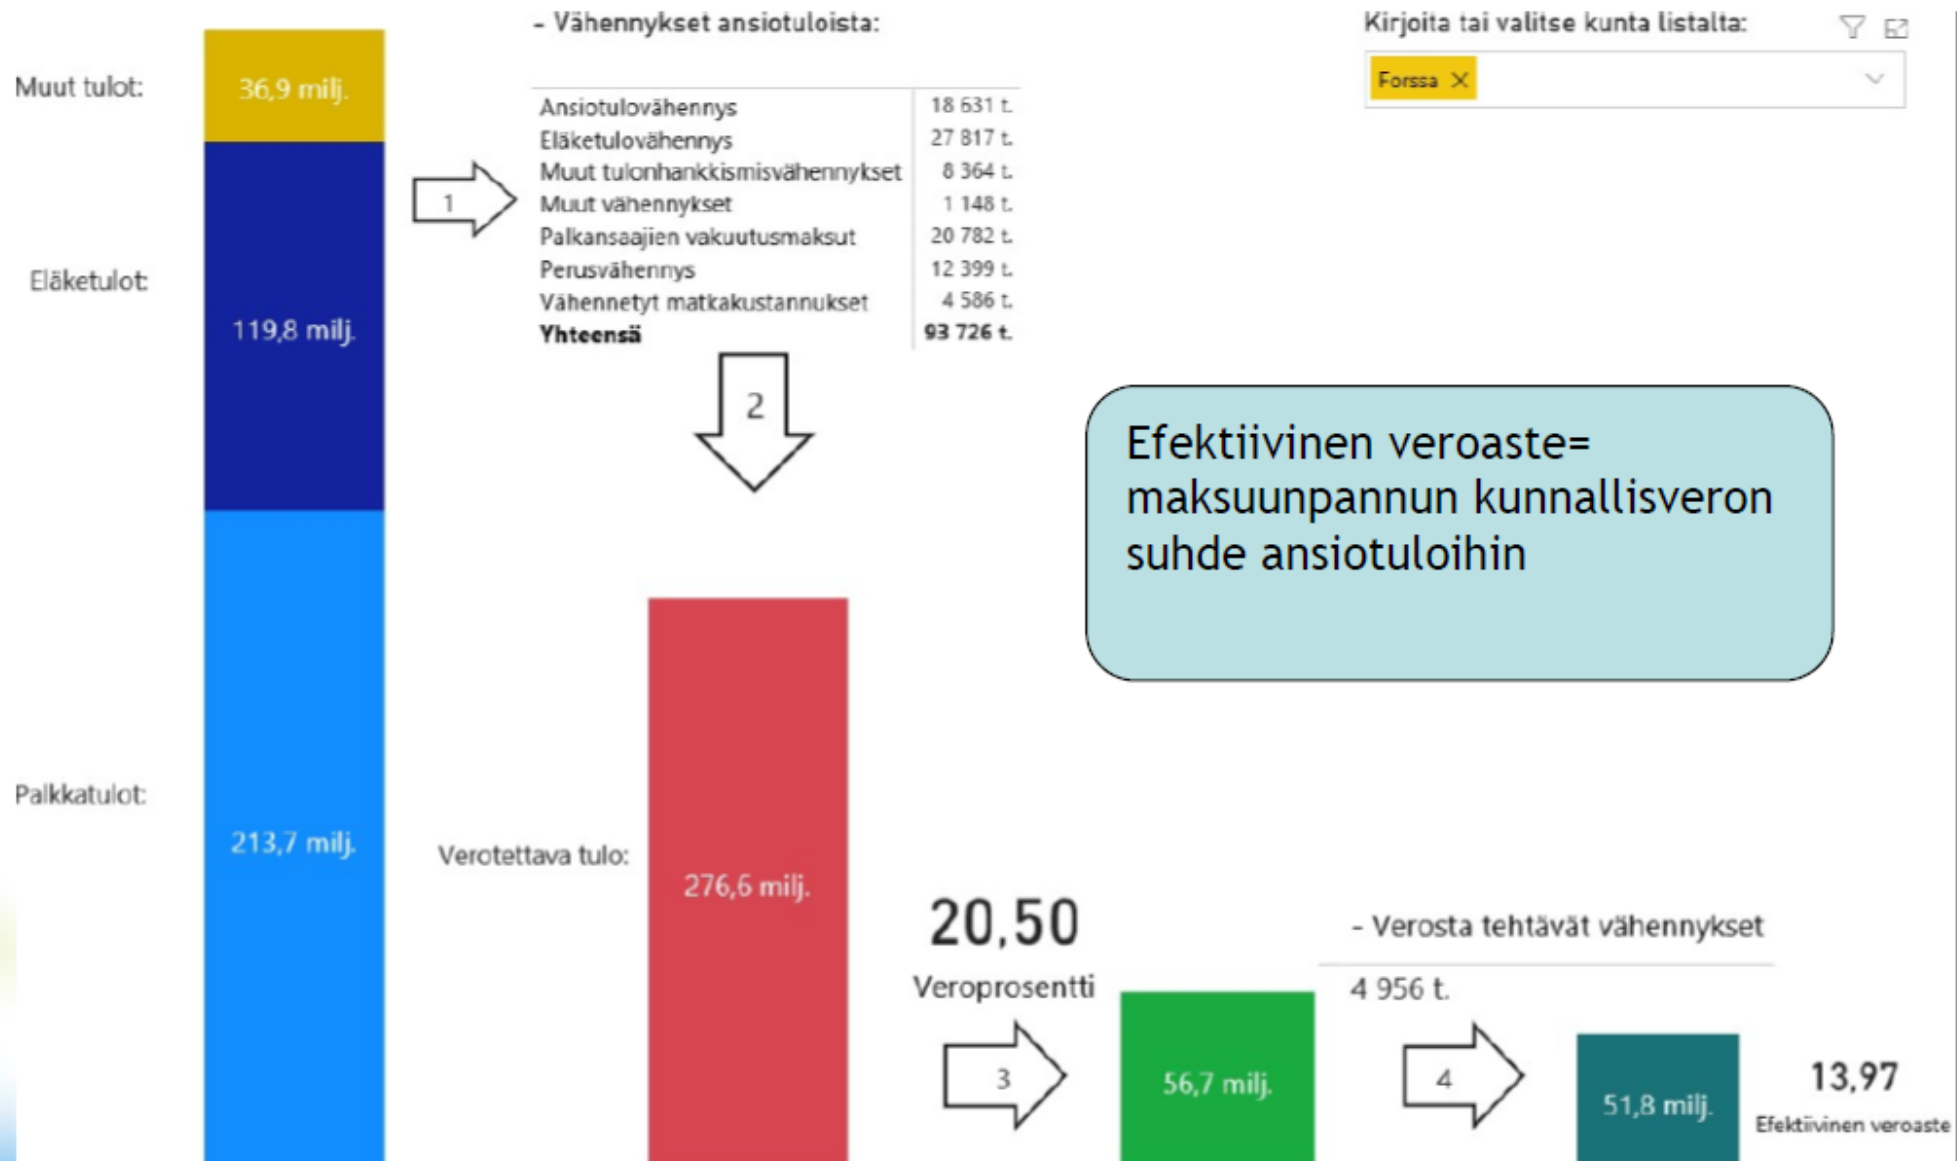 - Vähennykset ansiotuloista:
Kirjoita tai valitse kunta listalta:
Forssa
Muut tulot:
36,9 milj.
Eläketulot:
119,8 milj.
Palkkatulot:
213,7 milj.
1
Ansiotulovähennys 18 631 t.
Eläketulovähennys 27 817 t.
Muut tulonhankkismisvähennykset 8 364 t.
Muut vähennykset 1 148 t.
Palkansaajien vakuutusmaksut 20 782 t.
Perusvähennys 12 399 t.
Vähennetyt matkakustannukset 4 586 t.
Yhteensä 93 726 t.
2
Efektiivinen veroaste=
maksuunpannun kunnallisveron
suhde ansiotuloihin
Verotettava tulo:
276,6 milj.
20,50
Veroprosentti
3
56,7 milj.
- Verosta tehtävät vähennykset
4 956 t.
4
51,8 milj.
13,97
Efektiivinen veroaste